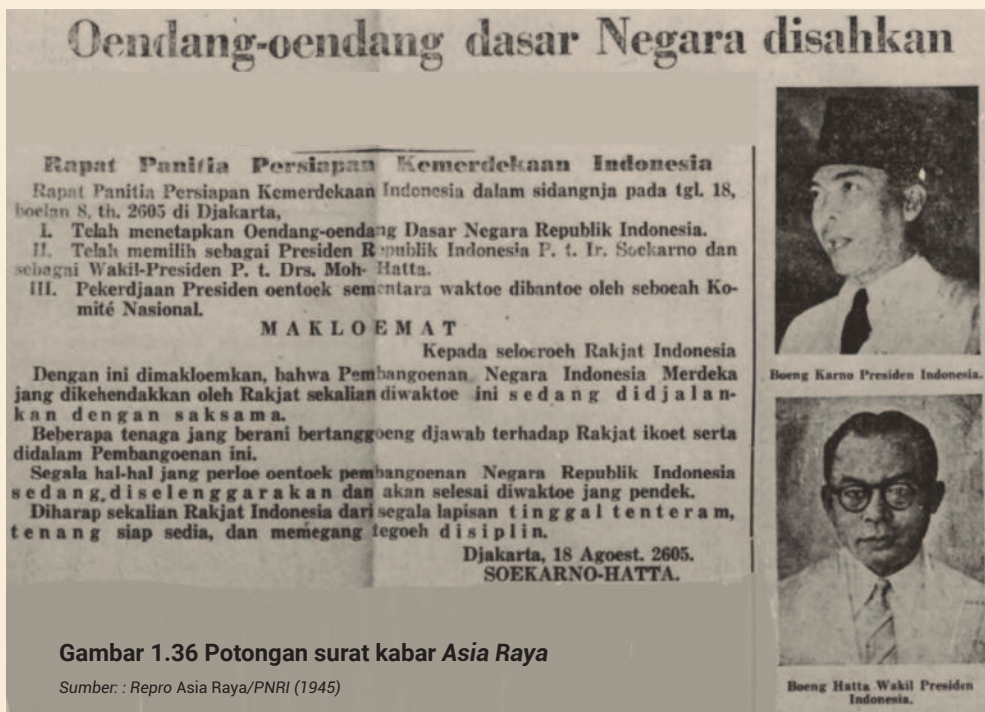 Oendang-oendang dasar Negara disahkan
Rapat Panitia Persiapan Kemerdekaan Indonesia
Rapat Panitia Persiapan Kemerdekaan Indonesia dalam sidangnja pada tgl. 18,
boelan 8, th. 2605 di Djakarta,
I. Telah menetapkan Oendang-oendang Dasar Negara Republik Indonesia.
II. Telah memilih sebagai Presiden Republik Indonesia P. t. Ir. Soekarno dan
sebagai Wakil-Presiden P. t. Drs. Moh- Hatta.
III. Pekerdjaan Presiden oentoek sementara waktoe dibantoe oleh seboeah Ko-
mité Nasional.
MAKLOEMAT
Kepada seloeroeh Rakjat Indonesia
Dengan ini dimakloemkan, bahwa Pembangoenan Negara Indonesia Merdeka
jang dikehendakkan oleh Rakjat sekalian diwaktoe ini sedang didjalan-
kan dengan saksama.
Beberapa tenaga jang berani bertanggoeng djawab terhadap Rakjat ikoet serta
didalam Pembangoenan ini.
Segala hal-hal jang perloe oentoek pembangoenan Negara Republik Indonesia
sedang diselenggarakan dan akan selesai diwaktoe jang pendek.
Diharap sekalian Rakjat Indonesia dari segala lapisan tinggal tenteram,
tenang siap sedia, dan memegang tegoeh disiplin.
Djakarta, 18 Agoest. 2605.
SOEKARNO-HATTA.
Boeng Karno Presiden Indonesia.
Boeng Hatta Wakil Presiden
Indonesia.
Gambar 1.36 Potongan surat kabar Asia Raya
Sumber: : Repro Asia Raya/PNRI (1945)